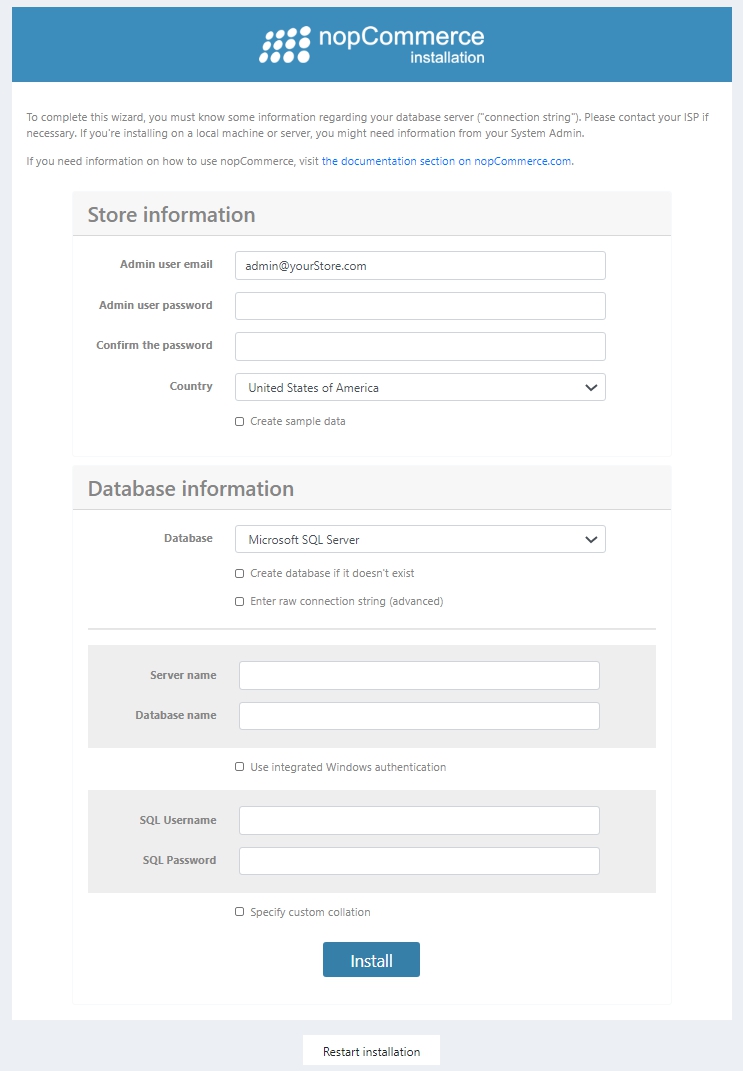 nopCommerce
installation
To complete this wizard, you must know some information regarding your database server ("connection string"). Please contact your ISP if
necessary. If you're installing on a local machine or server, you might need information from your System Admin.
If you need information on how to use nopCommerce, visit the documentation section on nopCommerce.com.
Store information
Admin user email admin@yourStore.com
Admin user password
Confirm the password
Country United States of America
Create sample data
Database information
Database Microsoft SQL Server
Create database if it doesn't exist
Enter raw connection string (advanced)
Server name
Database name
Use integrated Windows authentication
SQL Username
SQL Password
Specify custom collation
Install
Restart installation